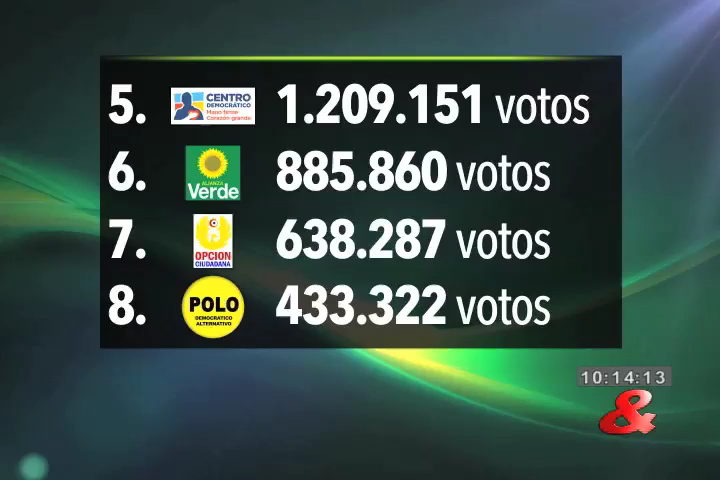 5. CENTRO DEMOCRÁTICO Mano firme Corazón grande 1.209.151 votos
6. ALIANZA Verde 885.860 votos
7. OPCION CIUDADANA 638.287 votos
8. POLO DEMOCRÁTICO ALTERNATIVO 433.322 votos
10:14:13
&